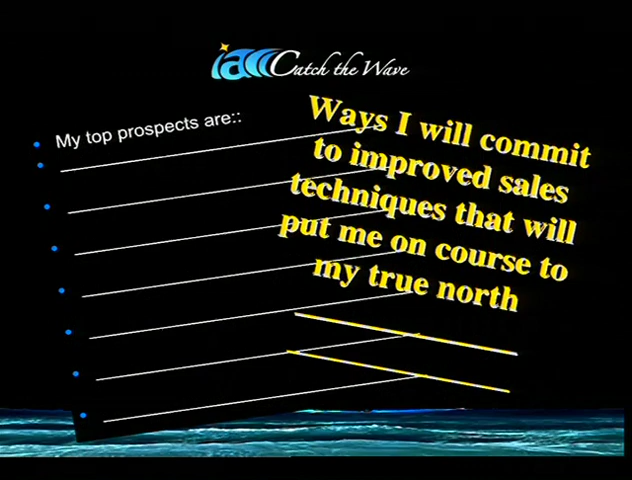 iacc Catch the Wave
My top prospects are::
Ways I will commit
to improved sales
techniques that will
put me on course to
my true north